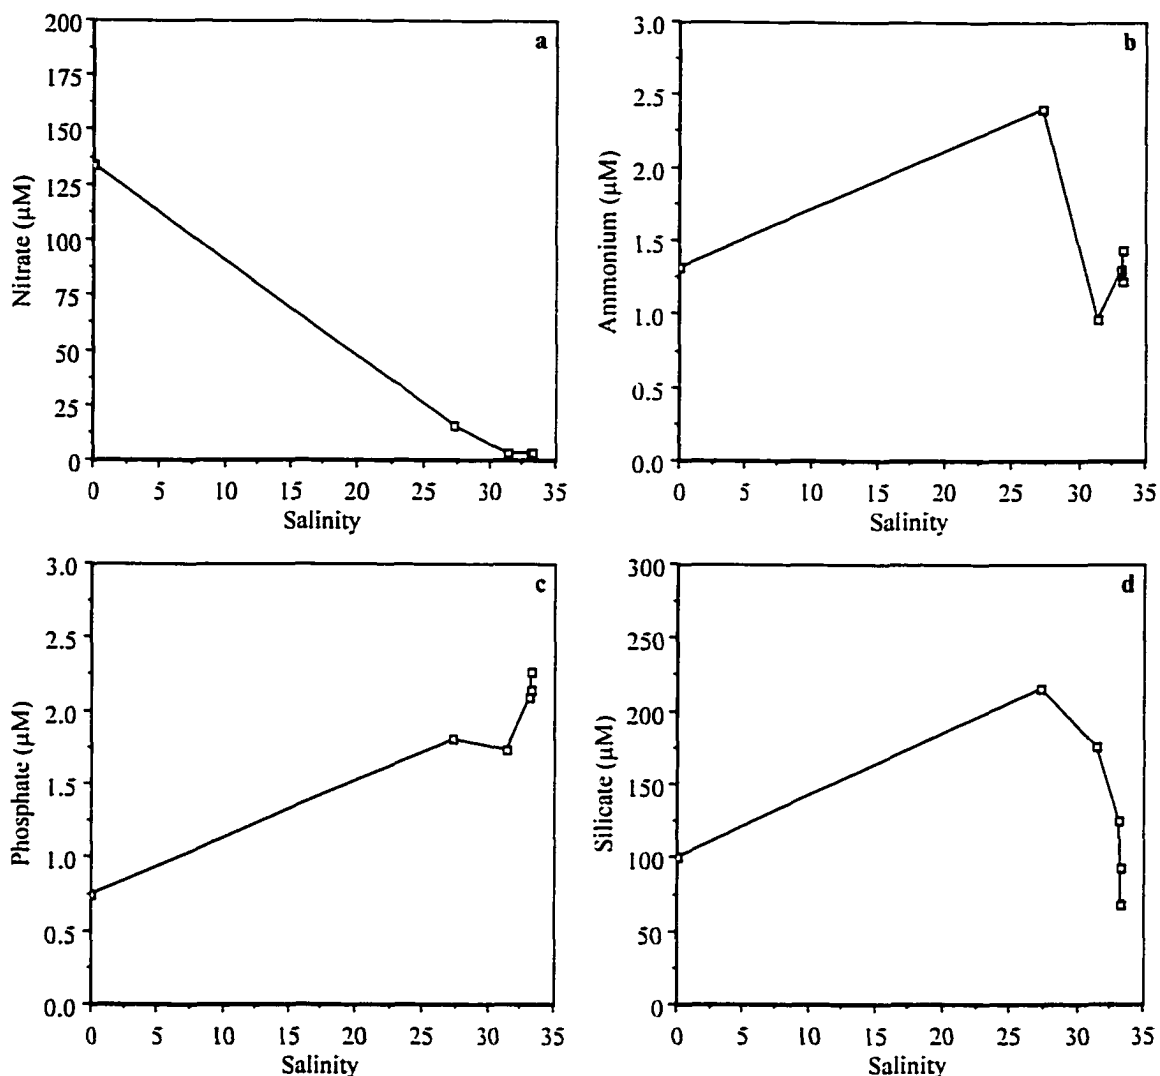 a
200
175
150
125
100
75
50
25
0
Nitrate (µM)
0 5 10 15 20 25 30 35
Salinity
b
3.0
2.5
2.0
1.5
1.0
0.5
0.0
Ammonium (µM)
0 5 10 15 20 25 30 35
Salinity
c
3.0
2.5
2.0
1.5
1.0
0.5
0.0
Phosphate (µM)
0 5 10 15 20 25 30 35
Salinity
d
300
250
200
150
100
50
0
Silicate (µM)
0 5 10 15 20 25 30 35
Salinity